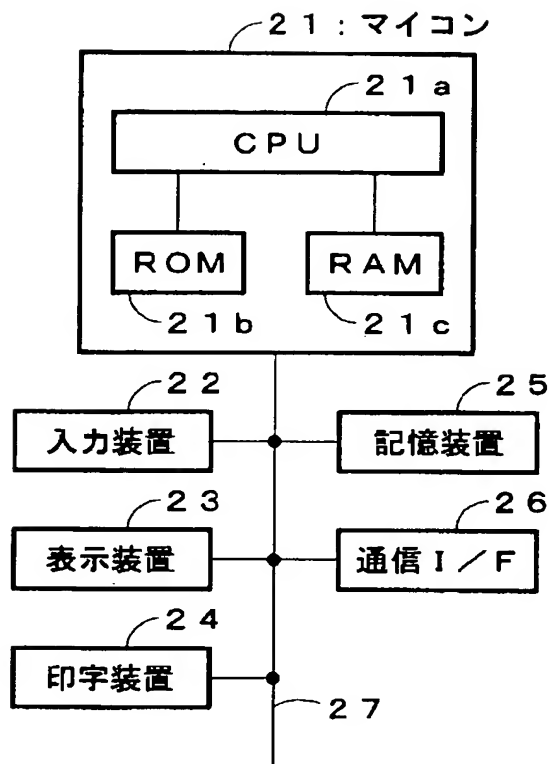 21:マイコン
21a
CPU
ROM
RAM
21b
21c
22
25
入力装置
記憶装置
23
26
表示装置
通信I/F
24
印字装置
27